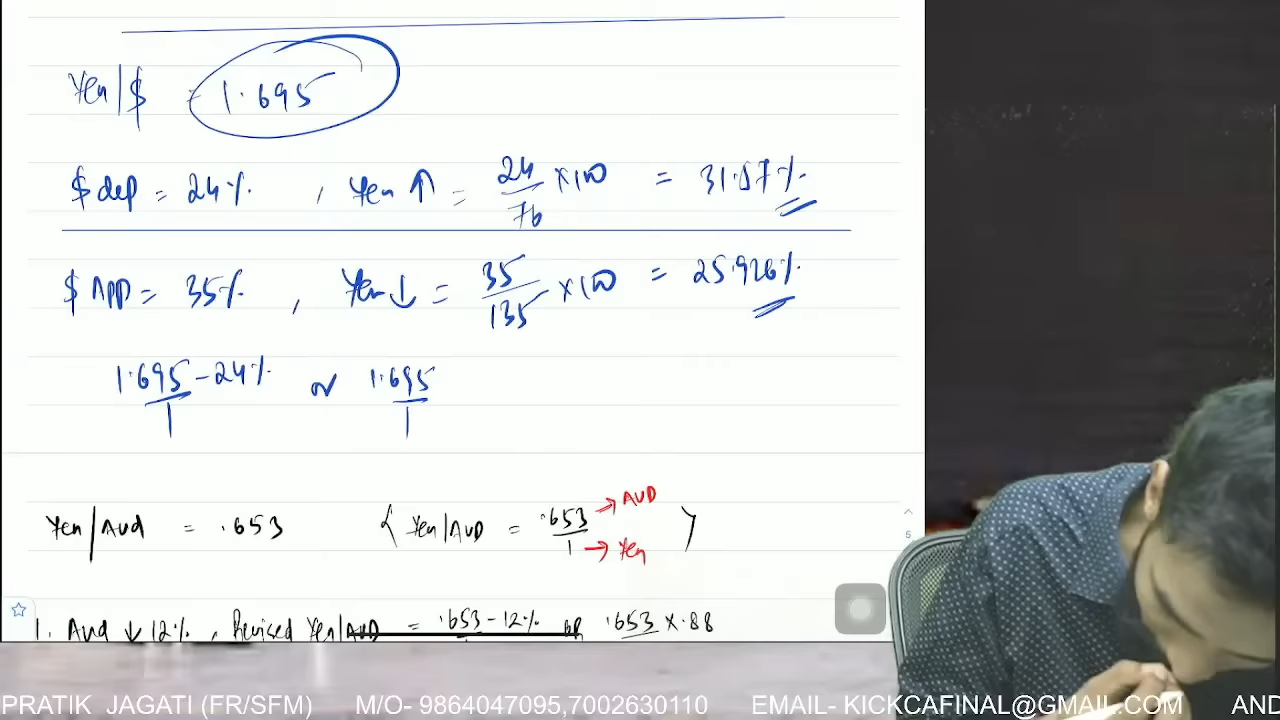 Yen/$ = 1.695
$ dep = 24%, Yen ↑ = 24/76 × 100 = 31.57%
$ App = 35%, Yen ↓ = 35/135 × 100 = 25.926%
1.695 - 24%/1 or 1.695/1
Yen/Aud = .653 { Yen/AUD = .653/1 → AUD → Yen }
1. Aud ↓ 12%, Revised Yen/AUD = .653 - 12% OR .653 × .88
5
PRATIK JAGATI (FR/SFM) M/O- 9864047095,7002630110 EMAIL- KICKCAFINAL@GMAIL.COM AND